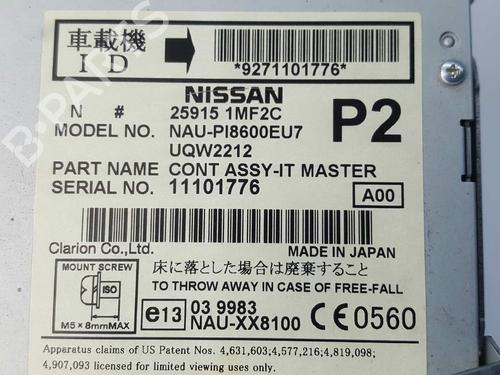 車載機
I D
*9271101776*
NISSAN
N # 25915 1MF2C
P2
MODEL NO. NAU-PI8600EU7
UQW2212
PART NAME CONT ASSY-IT MASTER
SERIAL NO. 11101776
A00
Clarion Co.,Ltd.
MADE IN JAPAN
MOUNT SCREW
ISO
M5×8mmMAX
床に落とした場合は廃棄すること
TO THROW AWAY IN CASE OF FREE-FALL
e13 03 9983
NAU-XX8100
CE0560
Apparatus claims of US Patent Nos. 4,631,603;4,577,216;4,819,098;
4,907,093 licensed for limited viewing uses only.
B-PARTS